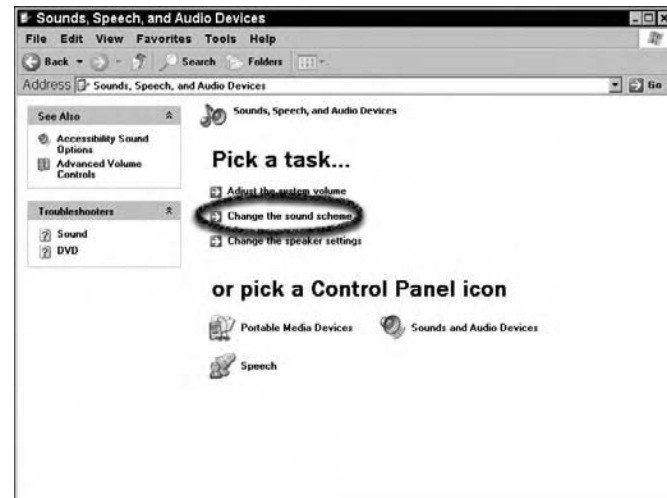 Sounds, Speech, and Audio Devices
File Edit View Favorites Tools Help
Back Search Folders
Address Sounds, Speech, and Audio Devices Go
See Also
Accessibility Sound
Options
Advanced Volume
Controls
Troubleshooters
Sound
DVD
Sounds, Speech, and Audio Devices
Pick a task...
Adjust the system volume
Change the sound scheme
Change the speaker settings
or pick a Control Panel icon
Portable Media Devices Sounds and Audio Devices
Speech